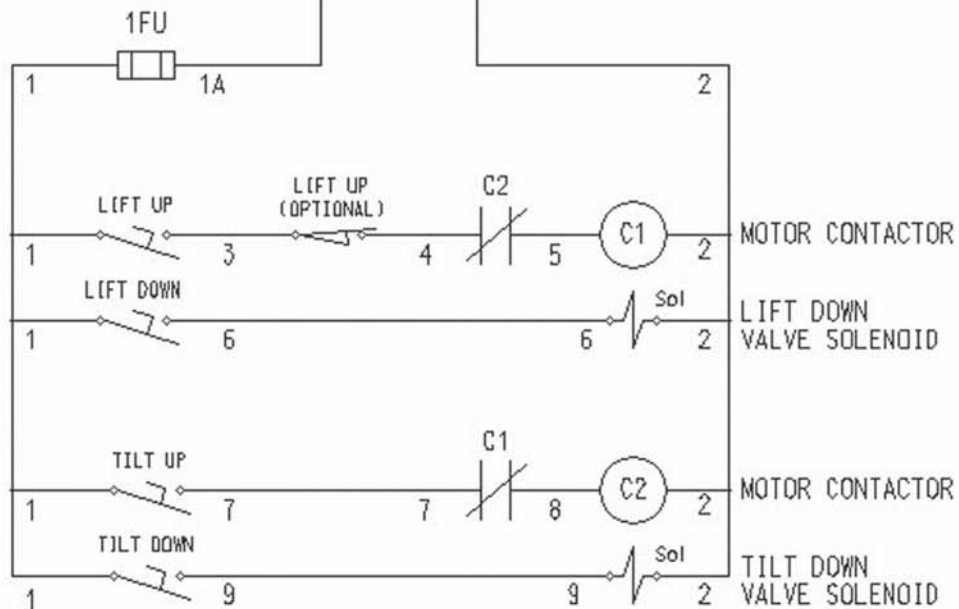 1FU
1 1A 2
LIFT UP LIFT UP
(OPTIONAL) C2
1 3 4 5 C1 2 MOTOR CONTACTOR
LIFT DOWN Sol
1 6 6 2 LIFT DOWN
VALVE SOLENOID
TILT UP C1
1 7 7 8 C2 2 MOTOR CONTACTOR
TILT DOWN Sol
1 9 9 2 TILT DOWN
VALVE SOLENOID